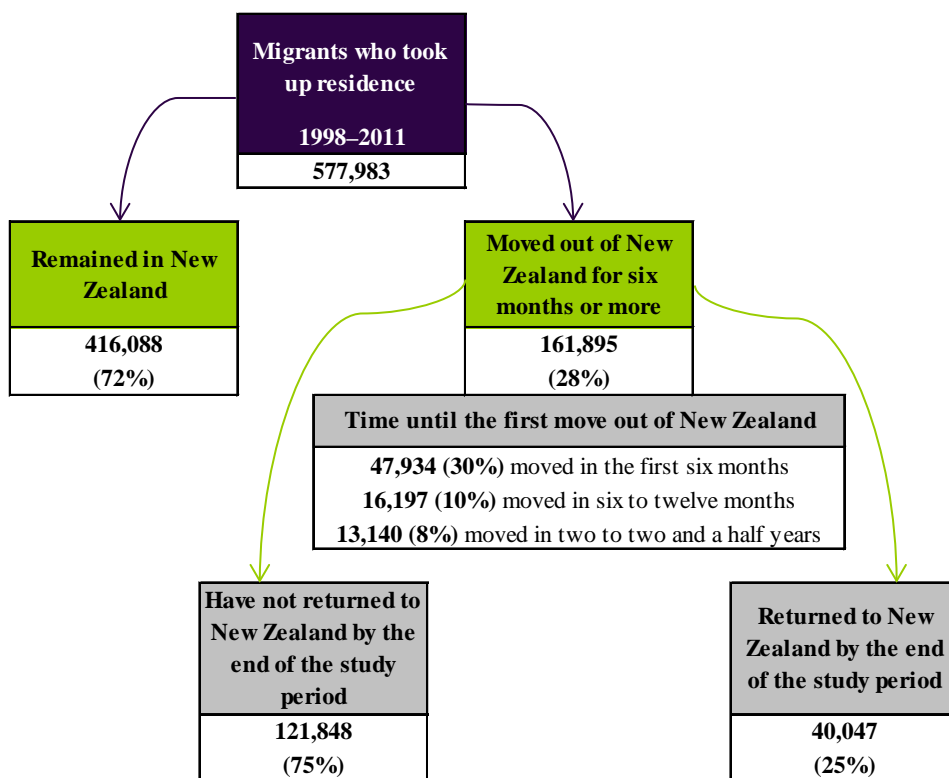 Migrants who took
up residence
1998–2011
577,983
Remained in New
Zealand
416,088
(72%)
Moved out of New
Zealand for six
months or more
161,895
(28%)
Time until the first move out of New Zealand
47,934 (30%) moved in the first six months
16,197 (10%) moved in six to twelve months
13,140 (8%) moved in two to two and a half years
Have not returned to
New Zealand by the
end of the study
period
121,848
(75%)
Returned to New
Zealand by the end
of the study period
40,047
(25%)